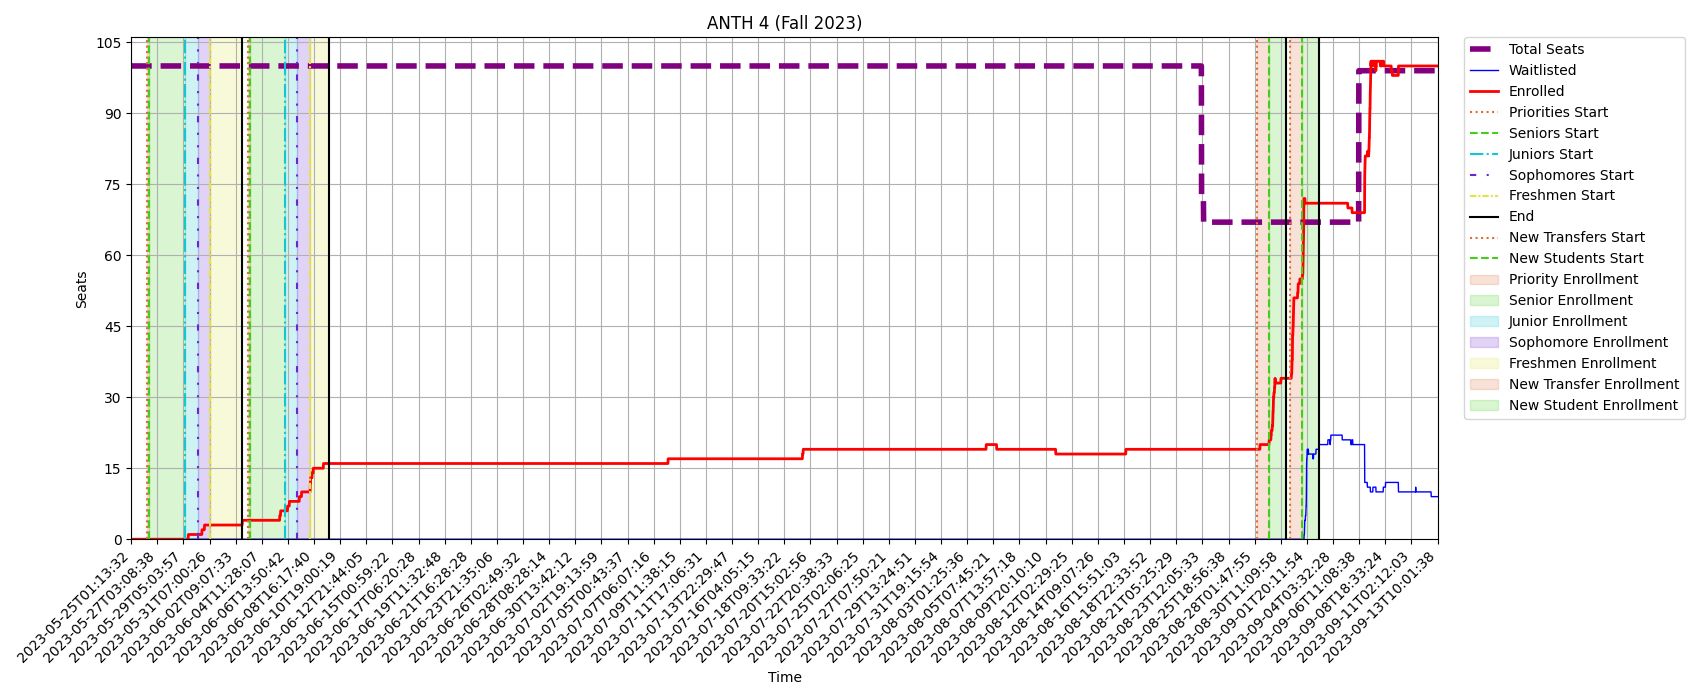 ANTH 4 (Fall 2023)
105
90
75
60
45
30
15
0
Seats
2023-05-25T01:13:32
2023-05-27T03:08:38
2023-05-29T05:03:57
2023-05-31T07:00:26
2023-06-02T09:07:33
2023-06-04T11:28:07
2023-06-06T13:50:42
2023-06-08T16:17:40
2023-06-10T19:00:19
2023-06-12T21:44:05
2023-06-15T00:59:22
2023-06-17T06:20:28
2023-06-19T11:32:48
2023-06-21T16:28:28
2023-06-23T21:35:06
2023-06-26T02:49:32
2023-06-28T08:28:14
2023-06-30T13:42:12
2023-07-02T19:13:59
2023-07-05T00:43:37
2023-07-07T06:07:16
2023-07-09T11:38:15
2023-07-11T17:06:31
2023-07-13T22:29:47
2023-07-16T04:05:15
2023-07-18T09:33:22
2023-07-20T15:02:56
2023-07-22T20:38:33
2023-07-25T02:06:25
2023-07-27T07:50:21
2023-07-29T13:24:51
2023-07-31T19:15:54
2023-08-03T01:25:36
2023-08-05T07:45:21
2023-08-07T13:57:18
2023-08-09T20:10:10
2023-08-12T02:29:25
2023-08-14T09:07:26
2023-08-16T15:51:03
2023-08-18T22:33:52
2023-08-21T05:25:29
2023-08-23T12:05:33
2023-08-25T18:56:38
2023-08-28T01:47:55
2023-08-30T11:09:58
2023-09-01T20:11:54
2023-09-04T03:32:28
2023-09-06T11:08:38
2023-09-08T18:33:24
2023-09-11T02:12:03
2023-09-13T10:01:38
Time
Total Seats
Waitlisted
Enrolled
Priorities Start
Seniors Start
Juniors Start
Sophomores Start
Freshmen Start
End
New Transfers Start
New Students Start
Priority Enrollment
Senior Enrollment
Junior Enrollment
Sophomore Enrollment
Freshmen Enrollment
New Transfer Enrollment
New Student Enrollment